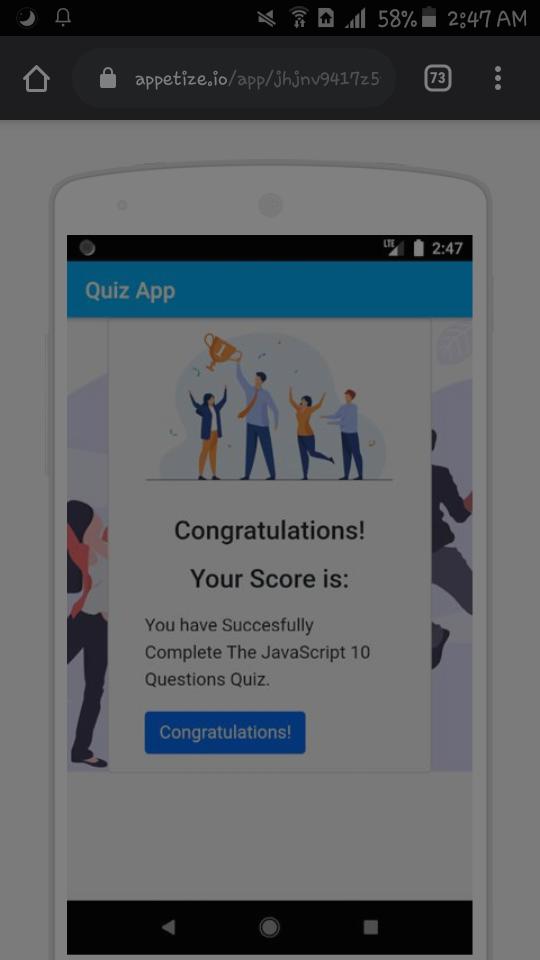 58% 2:47 AM
appetize.io/app/jhjnv9417z5
73
LTE 2:47
Quiz App
1
Congratulations!
Your Score is:
You have Succesfully
Complete The JavaScript 10
Questions Quiz.
Congratulations!